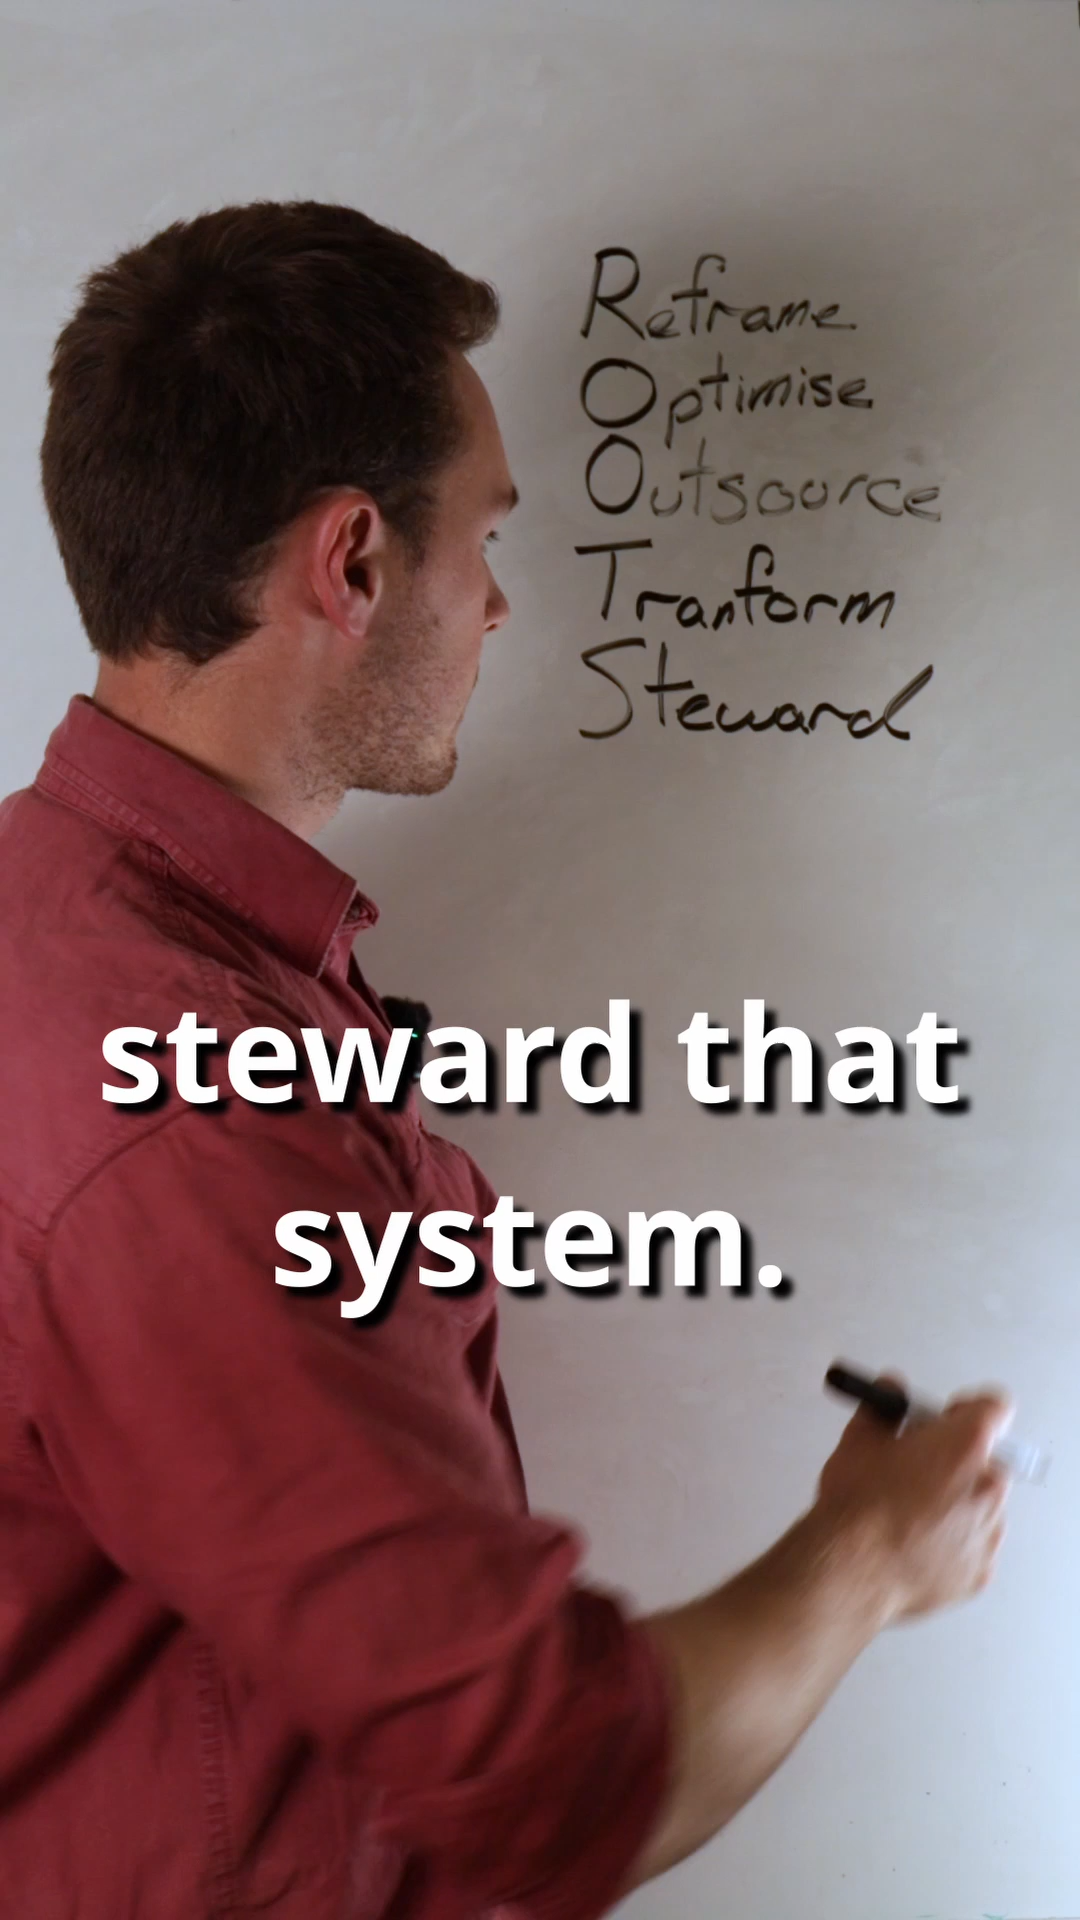 Reframe
Optimise
Outsource
Tranform
Steward
steward that
system.